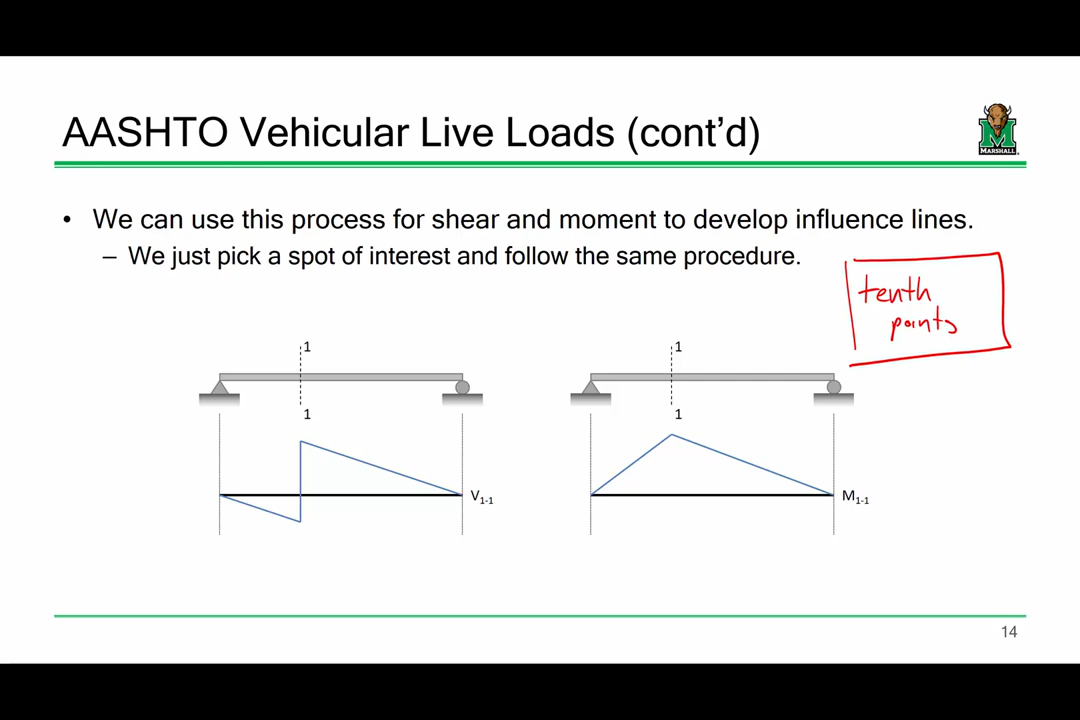 AASHTO Vehicular Live Loads (cont’d)
MARSHALL
• We can use this process for shear and moment to develop influence lines.
– We just pick a spot of interest and follow the same procedure.
tenth
points
1
1
1
1
V1-1
M1-1
14